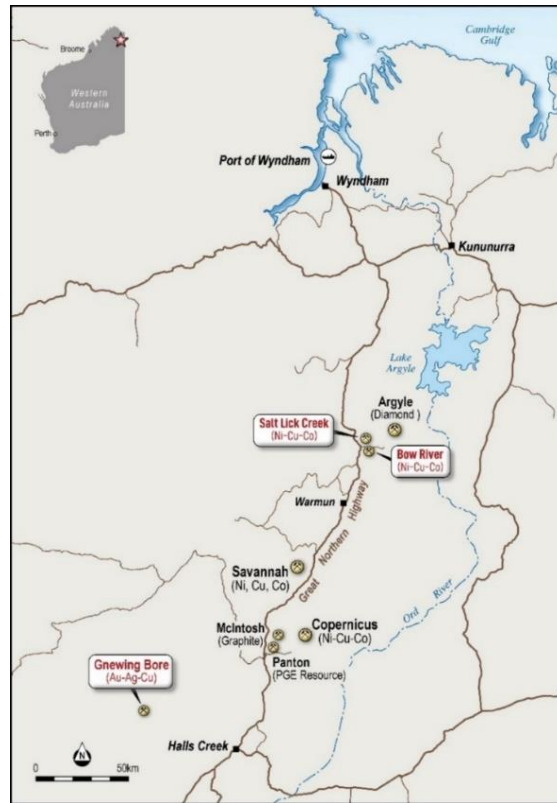 Cambridge
Gulf
Broome
Western
Australia
Perth
Port of Wyndham
Wyndham
Kununurra
Lake
Argyle
Argyle
(Diamond )
Salt Lick Creek
(Ni-Cu-Co)
Bow River
(Ni-Cu-Co)
Warmun
Great Northern Highway
Ord River
Savannah
(Ni, Cu, Co)
McIntosh
(Graphite)
Copernicus
(Ni-Cu-Co)
Panton
(PGE Resource)
Gnewing Bore
(Au-Ag-Cu)
Halls Creek
N
0 50km